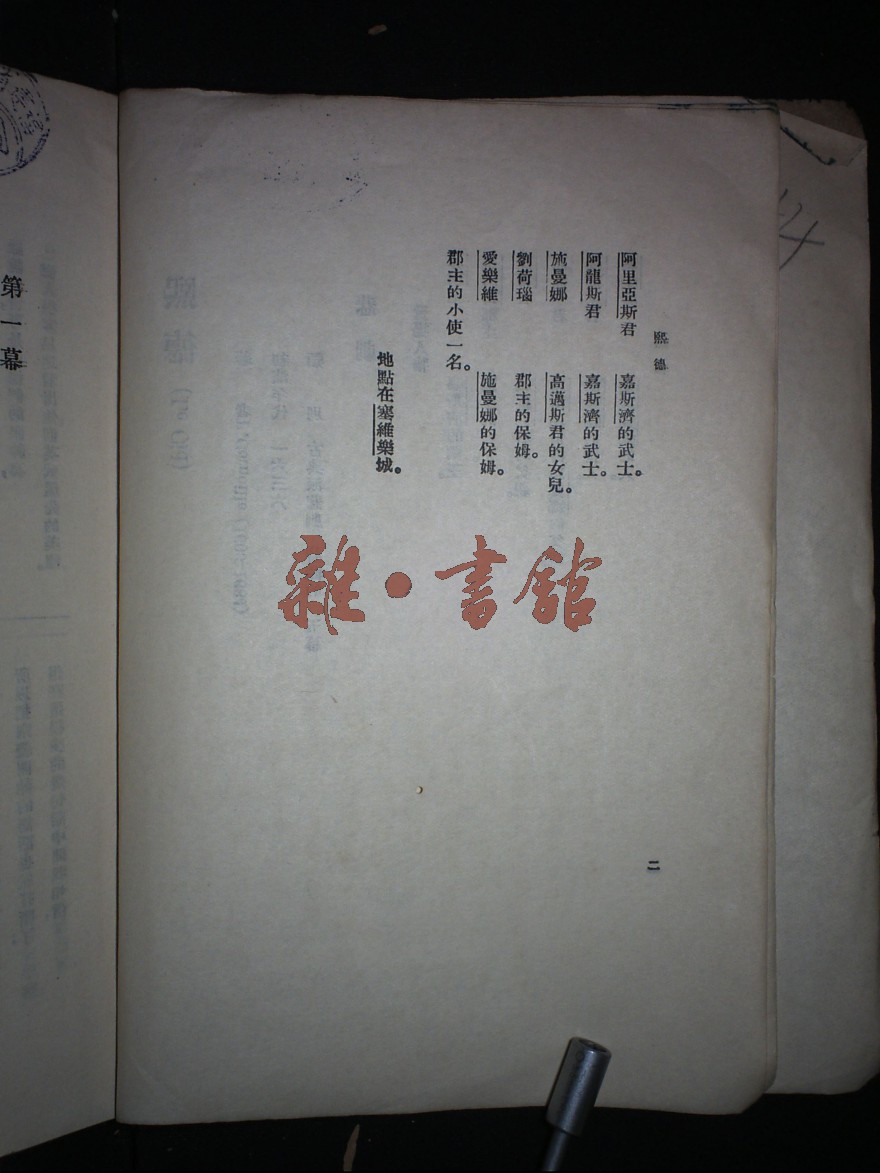 熙德
阿里亞斯君　嘉斯濟的武士。
阿龍斯君　嘉斯濟的武士。
施曼娜　高邁斯君的女兒。
劉荷瑙　郡主的保姆。
愛樂維　施曼娜的保姆。
郡主的小使一名。
地點在塞維樂城。
二
第一幕
雜·書館